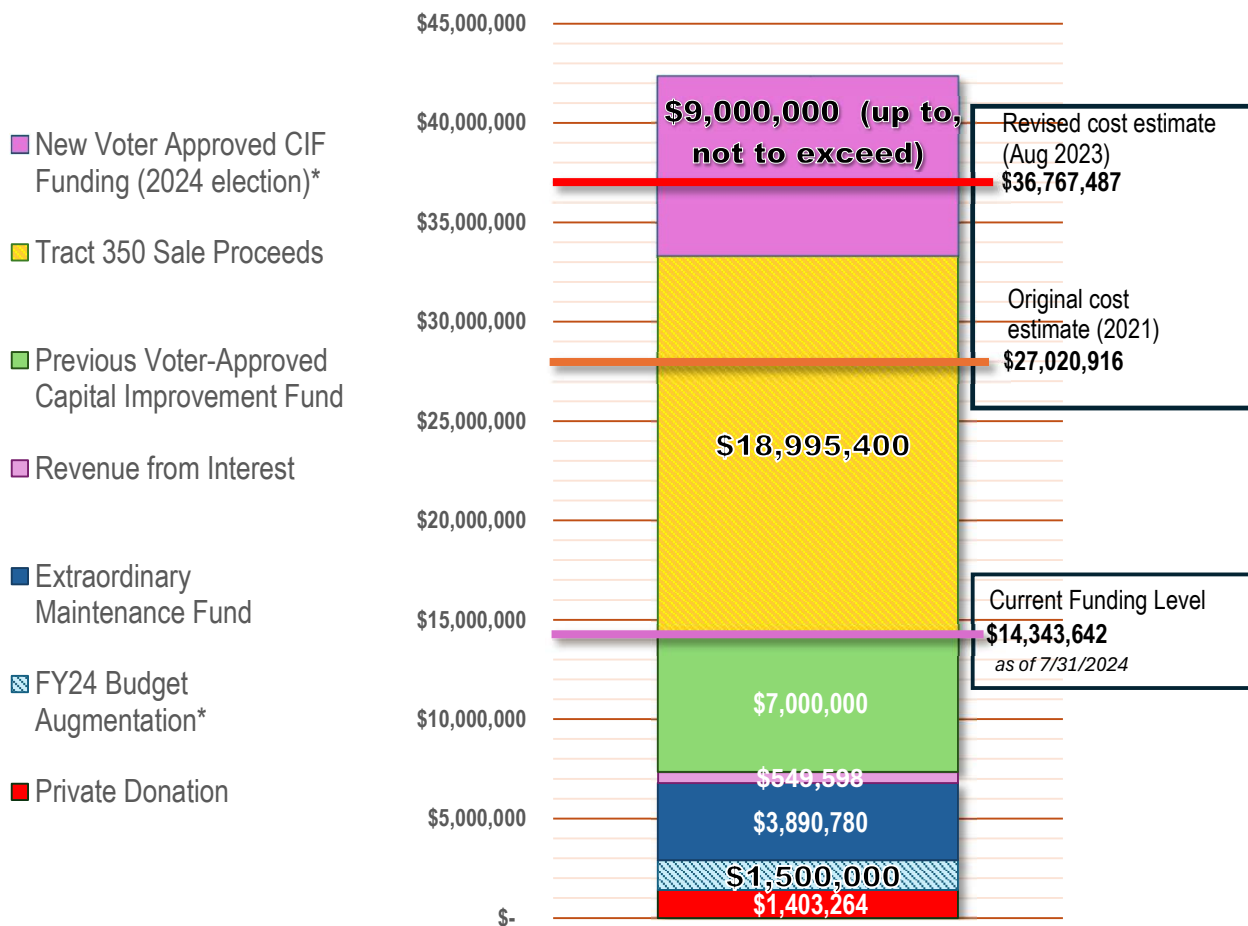 New Voter Approved CIF
Funding (2024 election)*
Tract 350 Sale Proceeds
Previous Voter-Approved
Capital Improvement Fund
Revenue from Interest
Extraordinary
Maintenance Fund
FY24 Budget
Augmentation*
Private Donation
$45,000,000
$40,000,000
$35,000,000
$30,000,000
$25,000,000
$20,000,000
$15,000,000
$10,000,000
$5,000,000
$-
$9,000,000 (up to,
not to exceed)
$18,995,400
$7,000,000
$549,598
$3,890,780
$1,500,000
$1,403,264
Revised cost estimate
(Aug 2023)
$36,767,487
Original cost
estimate (2021)
$27,020,916
Current Funding Level
$14,343,642
as of 7/31/2024